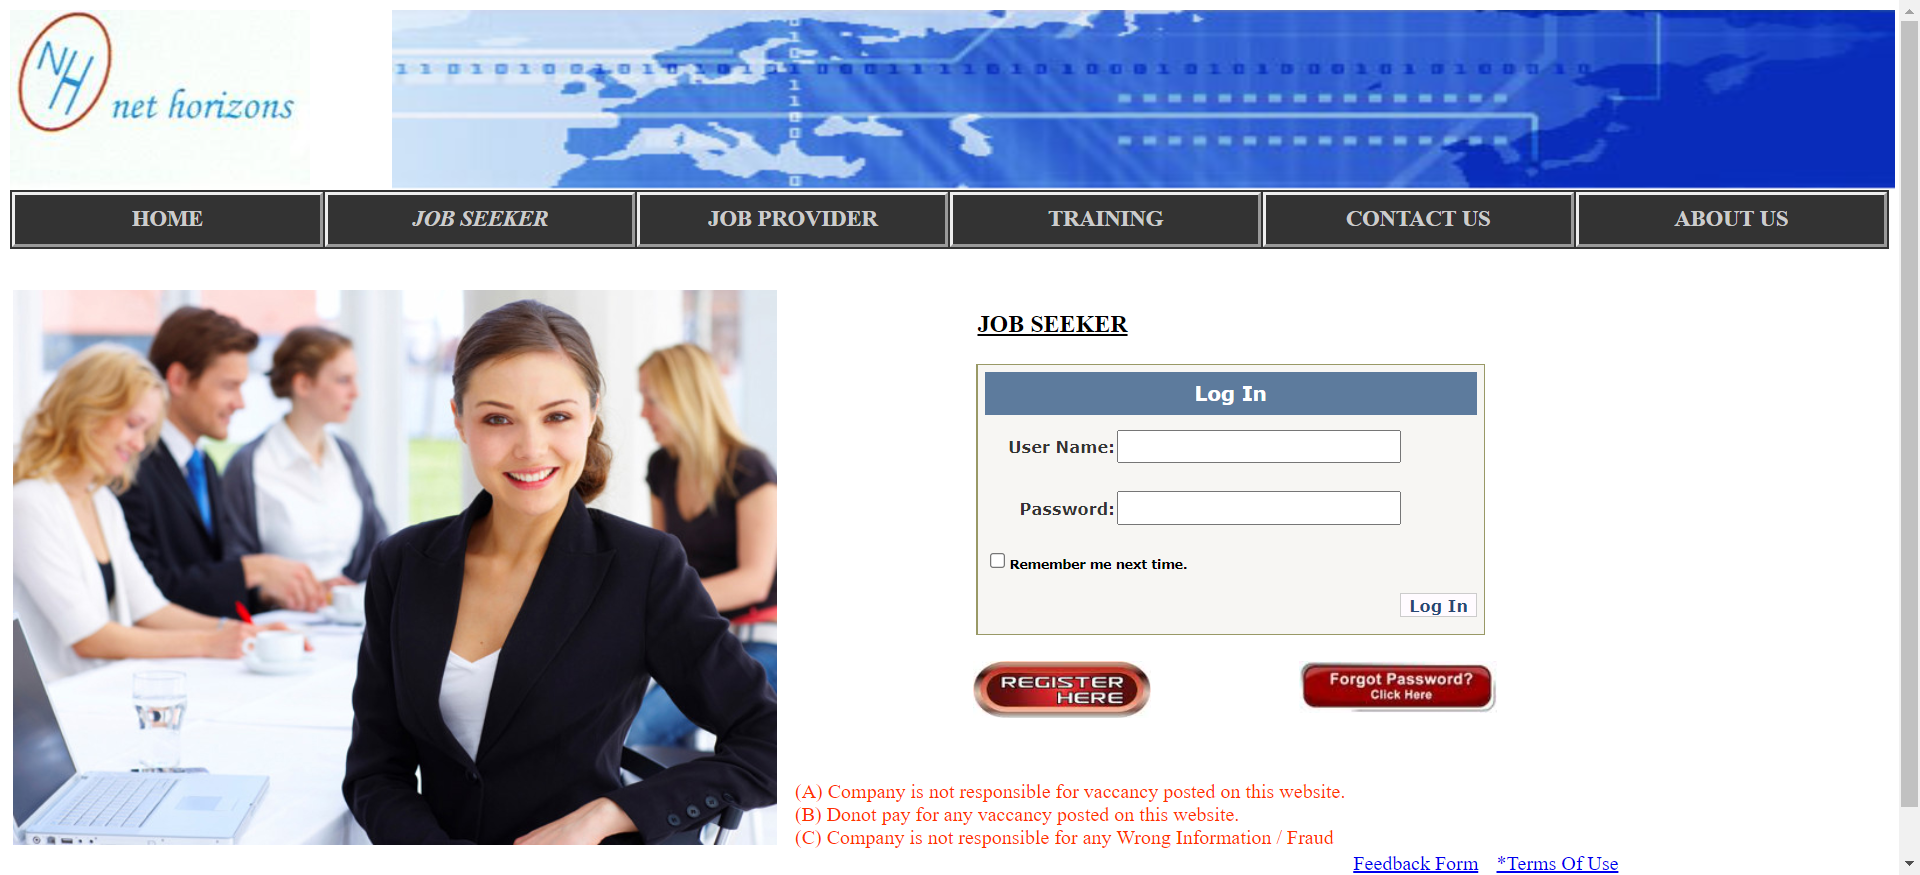 NH net horizons
HOME JOB SEEKER JOB PROVIDER TRAINING CONTACT US ABOUT US
JOB SEEKER
Log In
User Name:
Password:
Remember me next time.
Log In
REGISTER HERE
Forgot Password?
Click Here
(A) Company is not responsible for vaccancy posted on this website.
(B) Donot pay for any vaccancy posted on this website.
(C) Company is not responsible for any Wrong Information / Fraud
Feedback Form *Terms Of Use